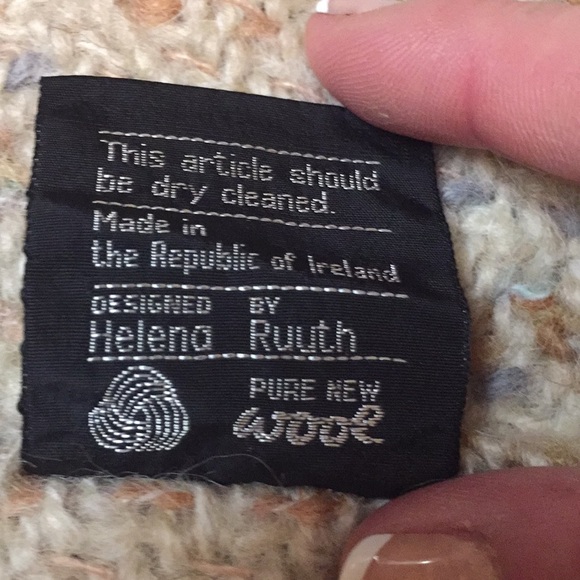 This article should
be dry cleaned.
Made in
the Republic of Ireland
DESIGNED BY
Helena Ruuth
PURE NEW
wool